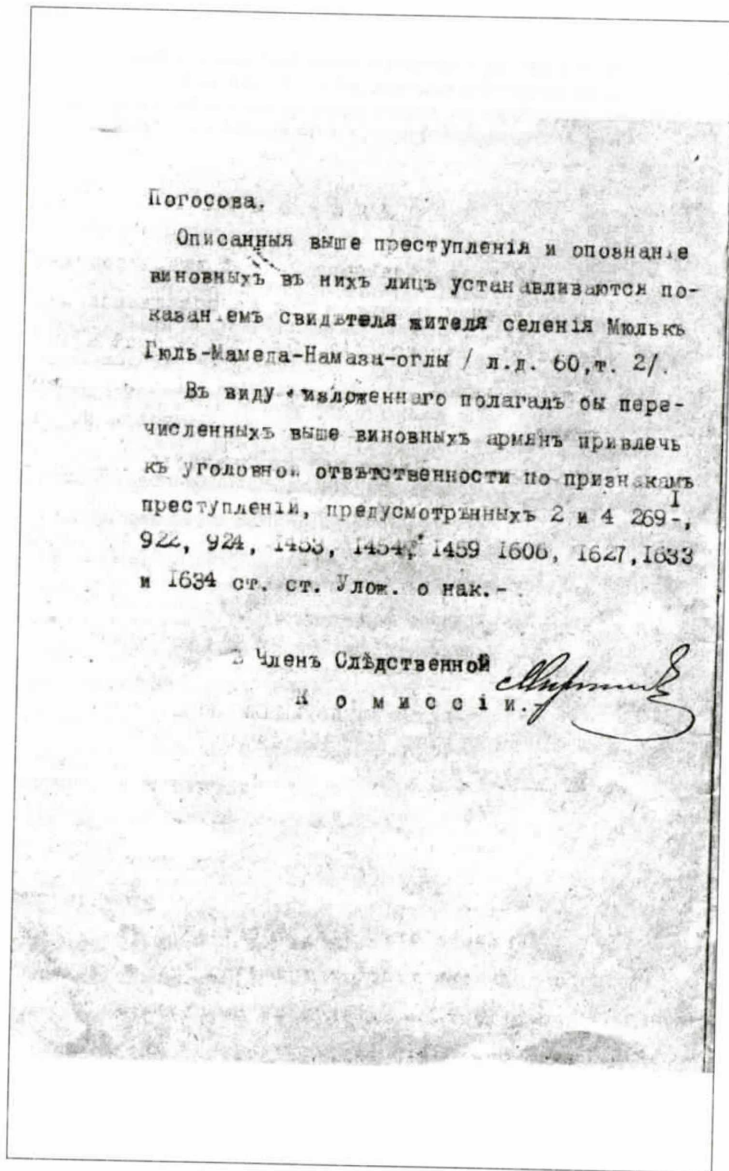 Погосова.
Описанныя выше преступленія и опознаніе
виновныхъ въ нихъ лицъ устанавливаются по-
казаніемъ свидѣтеля жителя селенія Мюлькъ
Гюль-Мамеда-Намаза-оглы / л.д. 60,т. 2/.
Въ виду изложеннаго полагалъ бы пере-
численныхъ выше виновныхъ армянъ привлечь
къ уголовной отвѣтственности по признакамъ
преступленій, предусмотрѣнныхъ 2 и 4 269-I,
922, 924, 1453, 1454, 1459 1606, 1627,1633
и 1634 ст. ст. Улож. о нак.-
Членъ Слѣдственной
К о м и с с і и.-